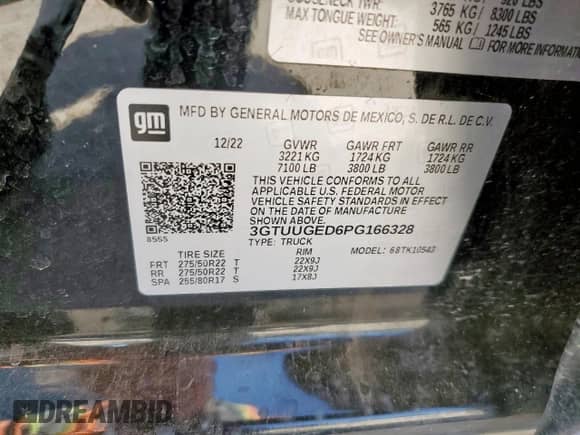 GOOSENECK TWR: 3765 KG / 8300 LBS
MAX TONGUE WEIGHT: 565 KG / 1245 LBS
SEE OWNER'S MANUAL FOR MORE INFORMATION
gm
MFD BY GENERAL MOTORS DE MEXICO, S. DE R.L. DE C.V.
12/22 GVWR GAWR FRT GAWR RR
3221 KG 1724 KG 1724 KG
7100 LB 3800 LB 3800 LB
THIS VEHICLE CONFORMS TO ALL
APPLICABLE U.S. FEDERAL MOTOR
VEHICLE SAFETY STANDARDS IN EFFECT
ON THE DATE OF MANUFACTURE
SHOWN ABOVE.
3GTUUGED6PG166328
TYPE: TRUCK MODEL: 68TK10543
8555
TIRE SIZE RIM
FRT 275/50R22 T 22X9J
RR 275/50R22 T 22X9J
SPA 255/80R17 S 17X8J
DREAMBID